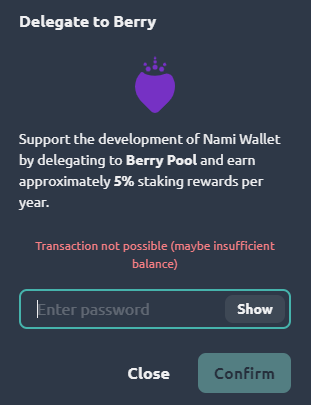 Delegate to Berry
Support the development of Nami Wallet
by delegating to Berry Pool and earn
approximately 5% staking rewards per
year.
Transaction not possible (maybe insufficient
balance)
Enter password
Show
Close
Confirm